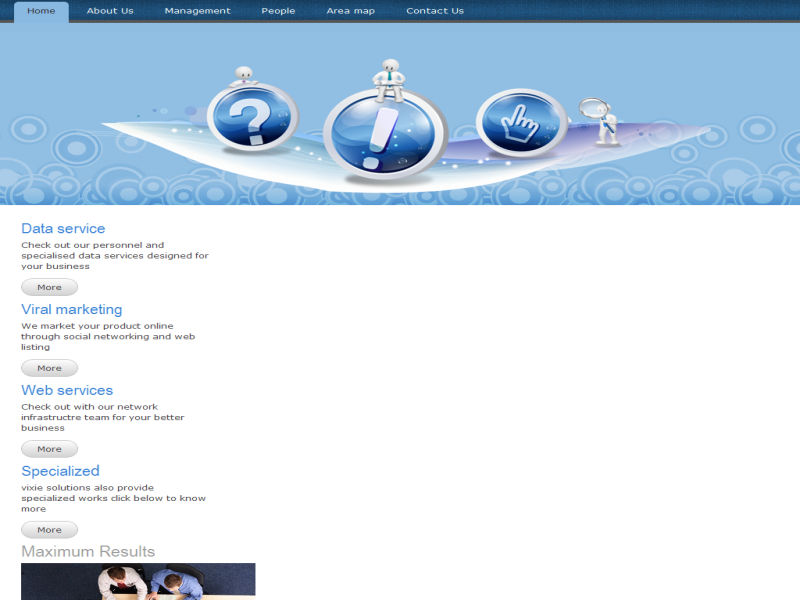 Home About Us Management People Area map Contact Us
?
!
Data service
Check out our personnel and
specialised data services designed for
your business
More
Viral marketing
We market your product online
through social networking and web
listing
More
Web services
Check out with our network
infrastructre team for your better
business
More
Specialized
vixie solutions also provide
specialized works click below to know
more
More
Maximum Results